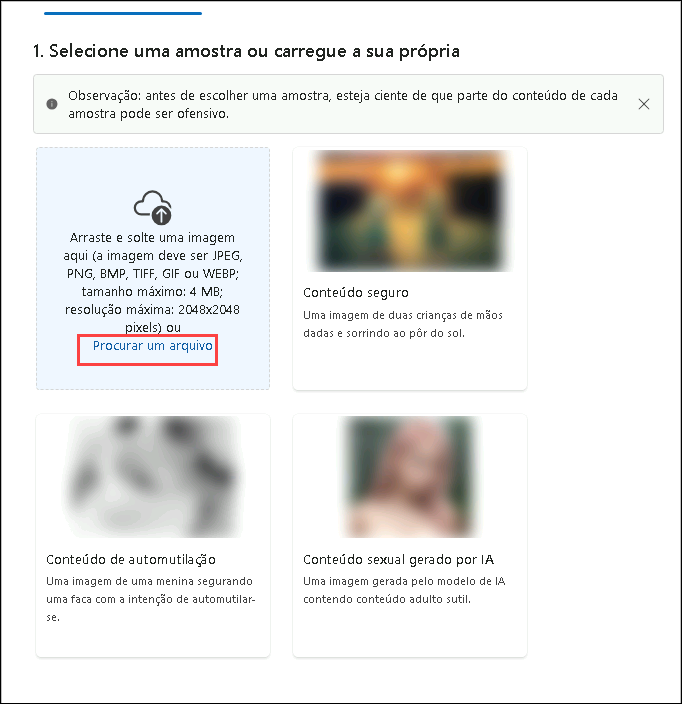 1. Selecione uma amostra ou carregue a sua própria
Observação: antes de escolher uma amostra, esteja ciente de que parte do conteúdo de cada
amostra pode ser ofensivo.
Arraste e solte uma imagem
aqui (a imagem deve ser JPEG,
PNG, BMP, TIFF, GIF ou WEBP;
tamanho máximo: 4 MB;
resolução máxima: 2048x2048
pixels) ou
Procurar um arquivo
Conteúdo seguro
Uma imagem de duas crianças de mãos
dadas e sorrindo ao pôr do sol.
Conteúdo de automutilação
Uma imagem de uma menina segurando
uma faca com a intenção de automutilar-
se.
Conteúdo sexual gerado por IA
Uma imagem gerada pelo modelo de IA
contendo conteúdo adulto sutil.